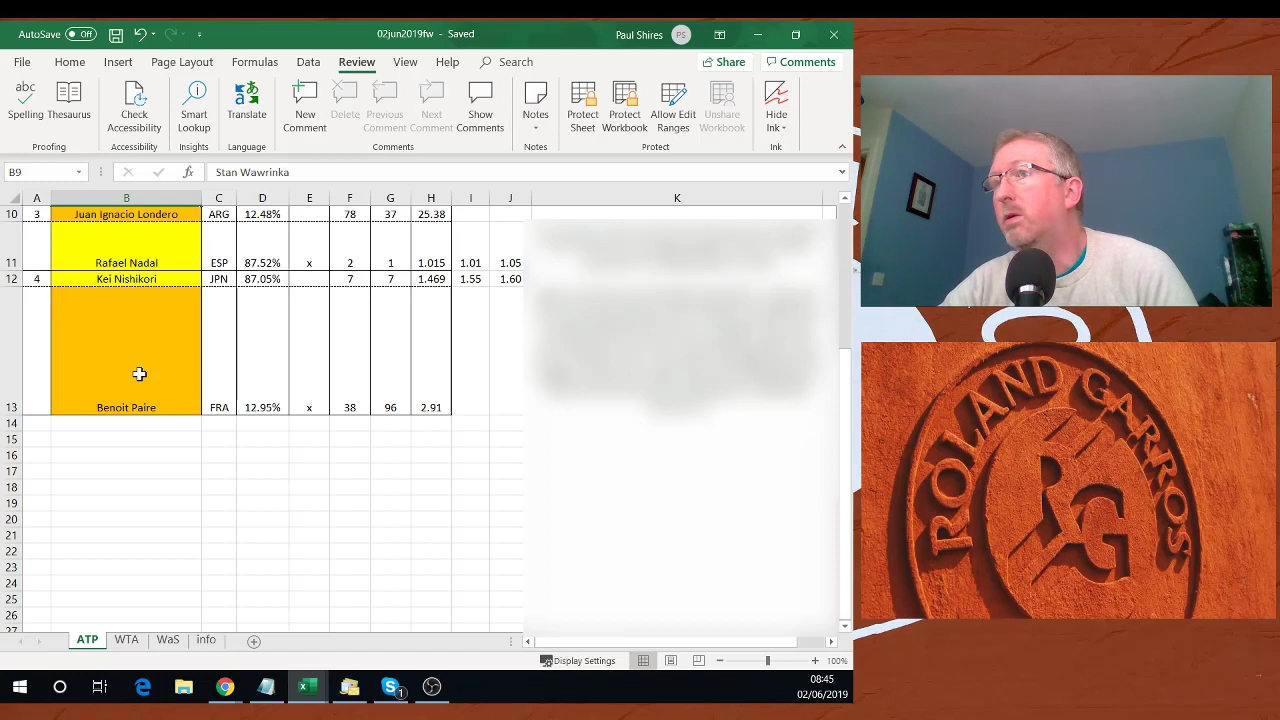 AutoSave Off 02jun2019fw - Saved Paul Shires PS
File Home Insert Page Layout Formulas Data Review View Help Search Share Comments
abc
Spelling Thesaurus Check Accessibility Smart Lookup Translate New Comment Delete Previous Comment Next Comment Show Comments Notes Protect Sheet Protect Workbook Allow Edit Ranges Unshare Workbook Hide Ink
Proofing Accessibility Insights Language Comments Notes Protect Ink
B9 fx Stan Wawrinka
A B C D E F G H I J K
10 3 Juan Ignacio Londero ARG 12.48% 78 37 25.38
11 Rafael Nadal ESP 87.52% x 2 1 1.015 1.01 1.05
12 4 Kei Nishikori JPN 87.05% 7 7 1.469 1.55 1.60
13 Benoit Paire FRA 12.95% x 38 96 2.91
14
15
16
17
18
19
20
21
22
23
24
25
26
27
ATP WTA WaS info
Display Settings 100%
1
08:45
02/06/2019
ROLAND GARROS
RG